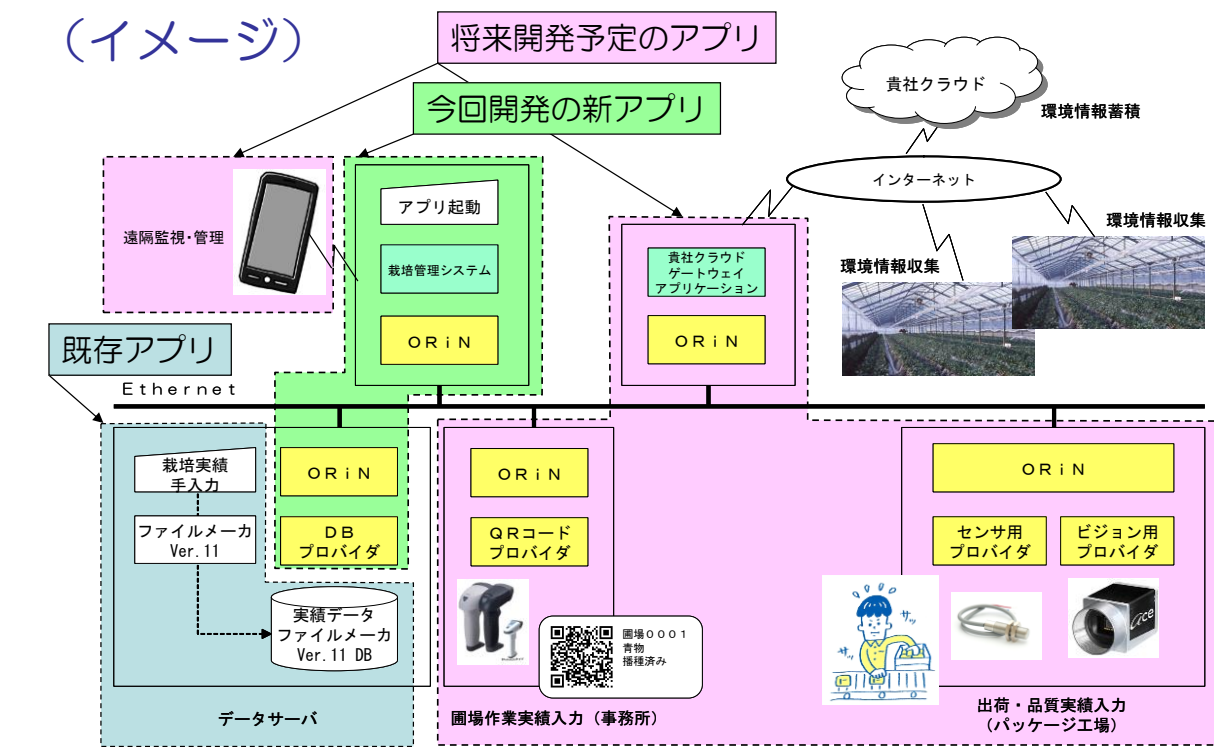 （イメージ）
将来開発予定のアプリ
今回開発の新アプリ
貴社クラウド
環境情報蓄積
インターネット
環境情報収集
環境情報収集
遠隔監視・管理
アプリ起動
栽培管理システム
ＯＲｉＮ
貴社クラウド
ゲートウェイ
アプリケーション
ＯＲｉＮ
既存アプリ
Ｅｔｈｅｒｎｅｔ
栽培実績
手入力
ファイルメーカ
Ver.11
実績データ
ファイルメーカ
Ver.11 DB
データサーバ
ＯＲｉＮ
ＤＢ
プロバイダ
ＯＲｉＮ
ＱＲコード
プロバイダ
圃場０００１
青物
播種済み
圃場作業実績入力（事務所）
ＯＲｉＮ
センサ用
プロバイダ
ビジョン用
プロバイダ
サッ
サッ
ace
出荷・品質実績入力
（パッケージ工場）